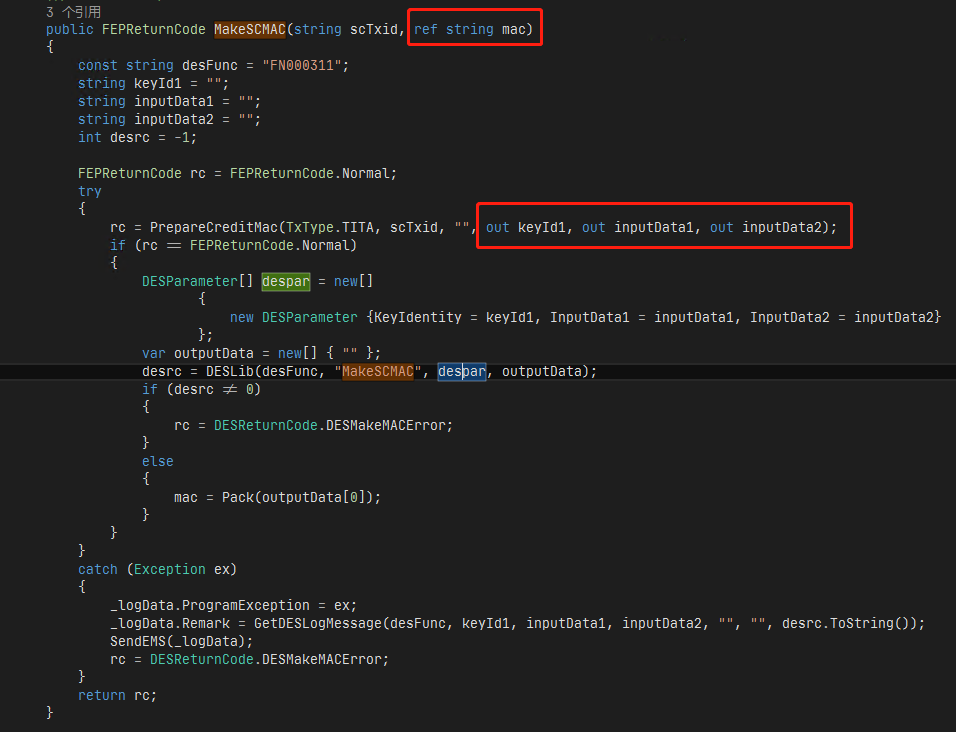 3 个引用
public FEPReturnCode MakeSCMAC(string scTxid, ref string mac)
{
const string desFunc = "FN000311";
string keyId1 = "";
string inputData1 = "";
string inputData2 = "";
int desrc = -1;
FEPReturnCode rc = FEPReturnCode.Normal;
try
{
rc = PrepareCreditMac(TxType.TITA, scTxid, "", out keyId1, out inputData1, out inputData2);
if (rc == FEPReturnCode.Normal)
{
DESParameter[] despar = new[]
{
new DESParameter {KeyIdentity = keyId1, InputData1 = inputData1, InputData2 = inputData2}
};
var outputData = new[] { "" };
desrc = DESLib(desFunc, "MakeSCMAC", despar, outputData);
if (desrc != 0)
{
rc = DESReturnCode.DESMakeMACError;
}
else
{
mac = Pack(outputData[0]);
}
}
}
catch (Exception ex)
{
_logData.ProgramException = ex;
_logData.Remark = GetDESLogMessage(desFunc, keyId1, inputData1, inputData2, "", "", desrc.ToString());
SendEMS(_logData);
rc = DESReturnCode.DESMakeMACError;
}
return rc;
}